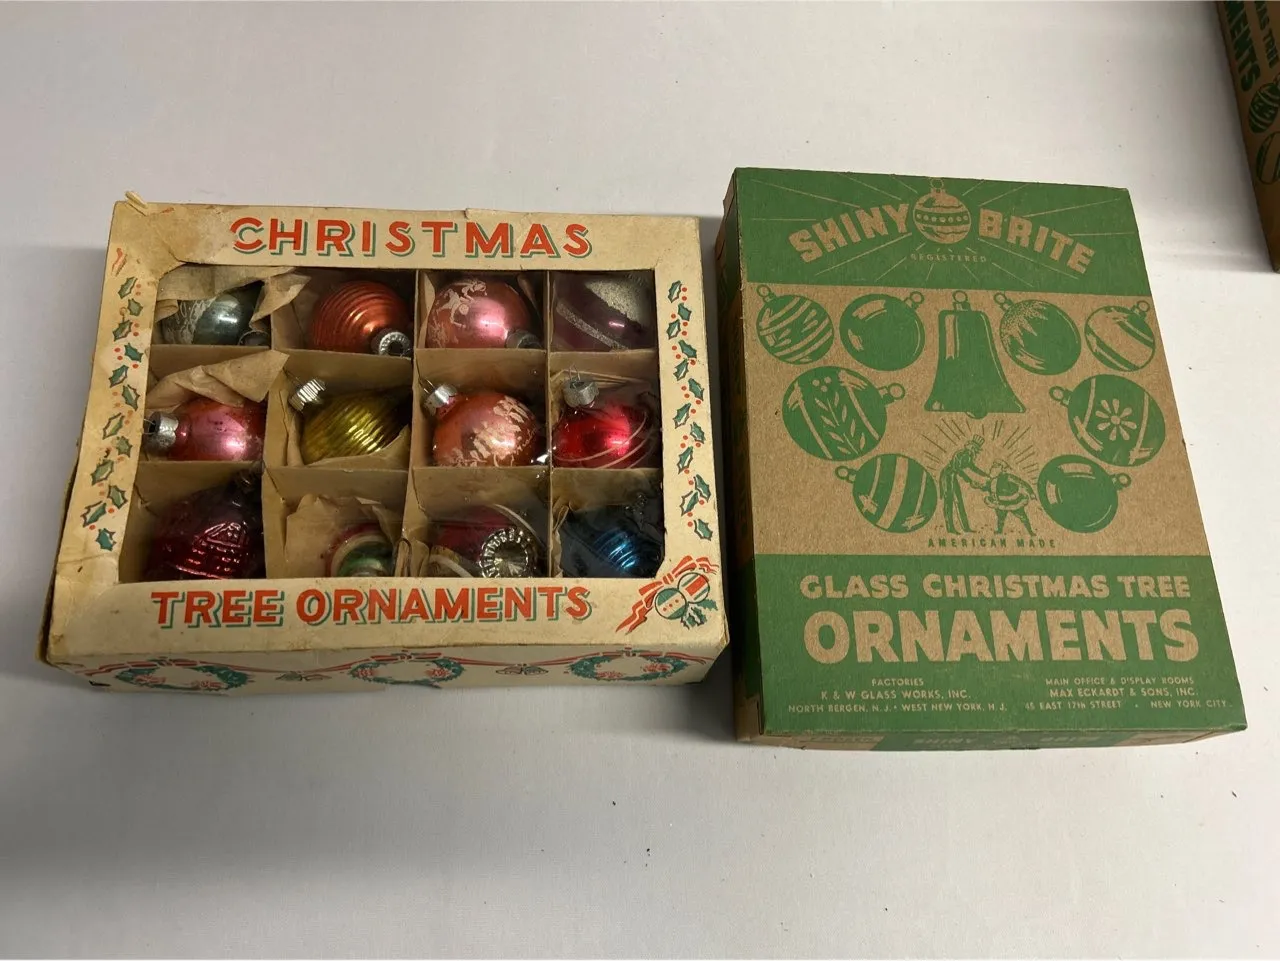 CHRISTMAS
TREE ORNAMENTS
SHINY BRITE
REGISTERED
AMERICAN MADE
GLASS CHRISTMAS TREE
ORNAMENTS
FACTORIES
K & W GLASS WORKS, INC.
NORTH BERGEN, N.J. • WEST NEW YORK, N.J.
MAIN OFFICE & DISPLAY ROOMS
MAX ECKARDT & SONS, INC.
45 EAST 17th STREET • NEW YORK CITY
SHINY